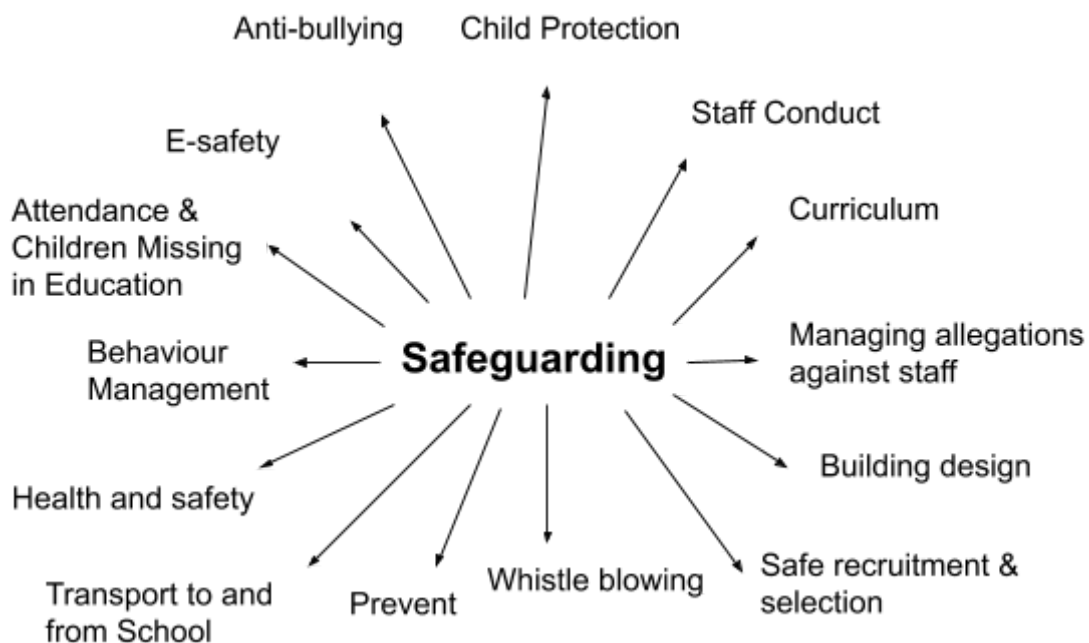 Anti-bullying
Child Protection
Staff Conduct
E-safety
Attendance &
Children Missing
in Education
Curriculum
Behaviour
Management
Safeguarding
Managing allegations
against staff
Building design
Health and safety
Transport to and
from School
Prevent
Whistle blowing
Safe recruitment &
selection